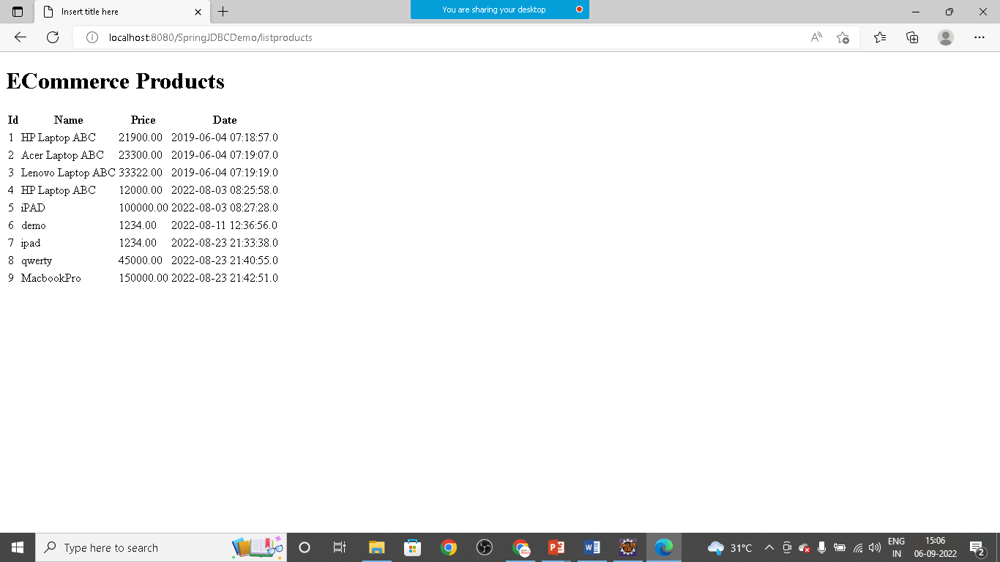 Insert title here
You are sharing your desktop
localhost:8080/SpringJDBCDemo/listproducts
ECommerce Products
Id Name Price Date
1 HP Laptop ABC 21900.00 2019-06-04 07:18:57.0
2 Acer Laptop ABC 23300.00 2019-06-04 07:19:07.0
3 Lenovo Laptop ABC 33322.00 2019-06-04 07:19:19.0
4 HP Laptop ABC 12000.00 2022-08-03 08:25:58.0
5 iPAD 100000.00 2022-08-03 08:27:28.0
6 demo 1234.00 2022-08-11 12:36:56.0
7 ipad 1234.00 2022-08-23 21:33:38.0
8 qwerty 45000.00 2022-08-23 21:40:55.0
9 MacbookPro 150000.00 2022-08-23 21:42:51.0
Type here to search
31°C
ENG
IN
15:06
06-09-2022
2